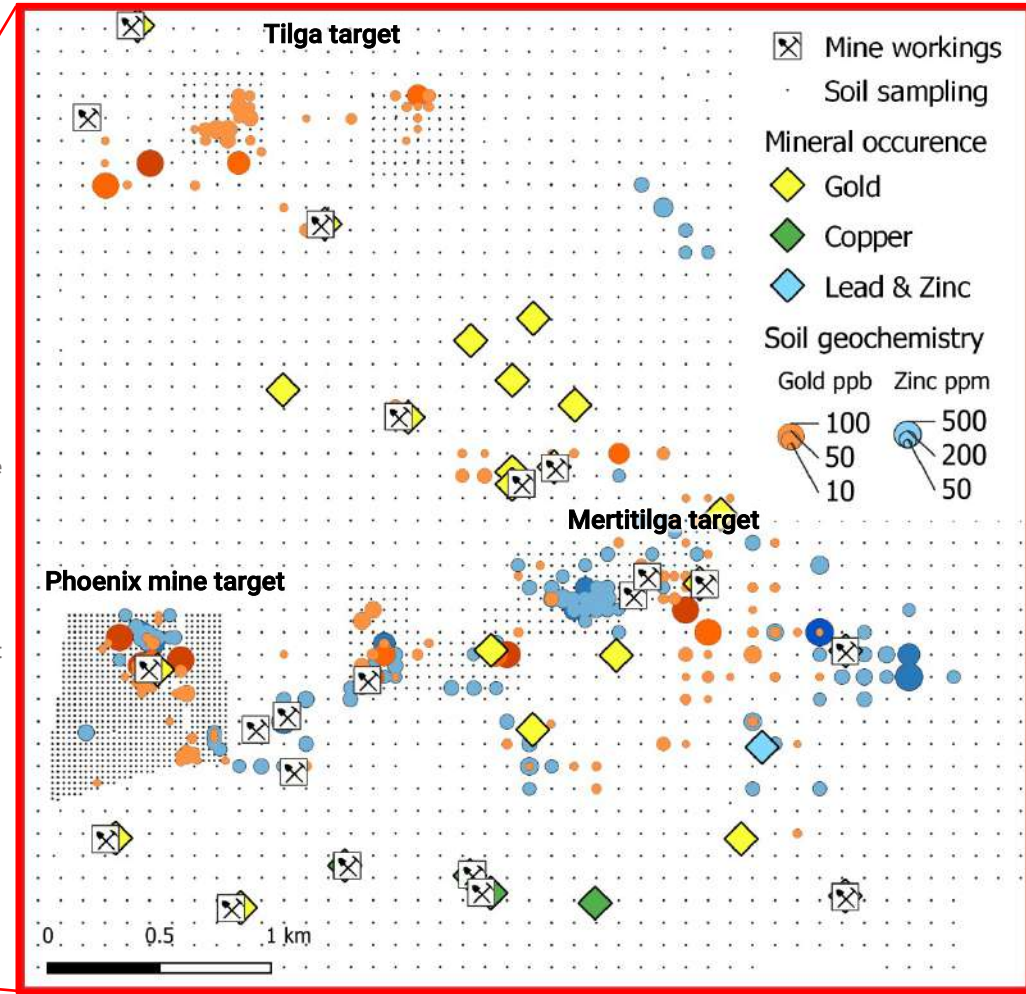 Tilga target
Mine workings
Soil sampling
Mineral occurence
Gold
Copper
Lead & Zinc
Soil geochemistry
Gold ppb Zinc ppm
100
50
10
500
200
50
Mertitilga target
Phoenix mine target
0 0.5 1 km